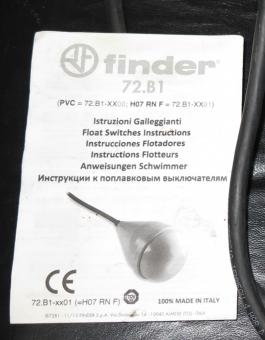 finder
72.B1
(PVC = 72.B1-XX00; H07 RN F = 72.B1-XX01)
Istruzioni Galleggianti
Float Switches Instructions
Instrucciones Flotadores
Instructions Flotteurs
Anweisungen Schwimmer
Инструкции к поплавковым выключателям
CE
72.B1-xx01 (=H07 RN F)
100% MADE IN ITALY
FINDER S.p.A.